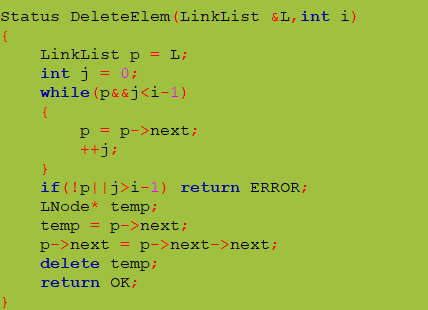 Status DeleteElem(LinkList &L,int i)
{
    LinkList p = L;
    int j = 0;
    while(p&&j<i-1)
    {
        p = p->next;
        ++j;
    }
    if(!p||j>i-1) return ERROR;
    LNode* temp;
    temp = p->next;
    p->next = p->next->next;
    delete temp;
    return OK;
}